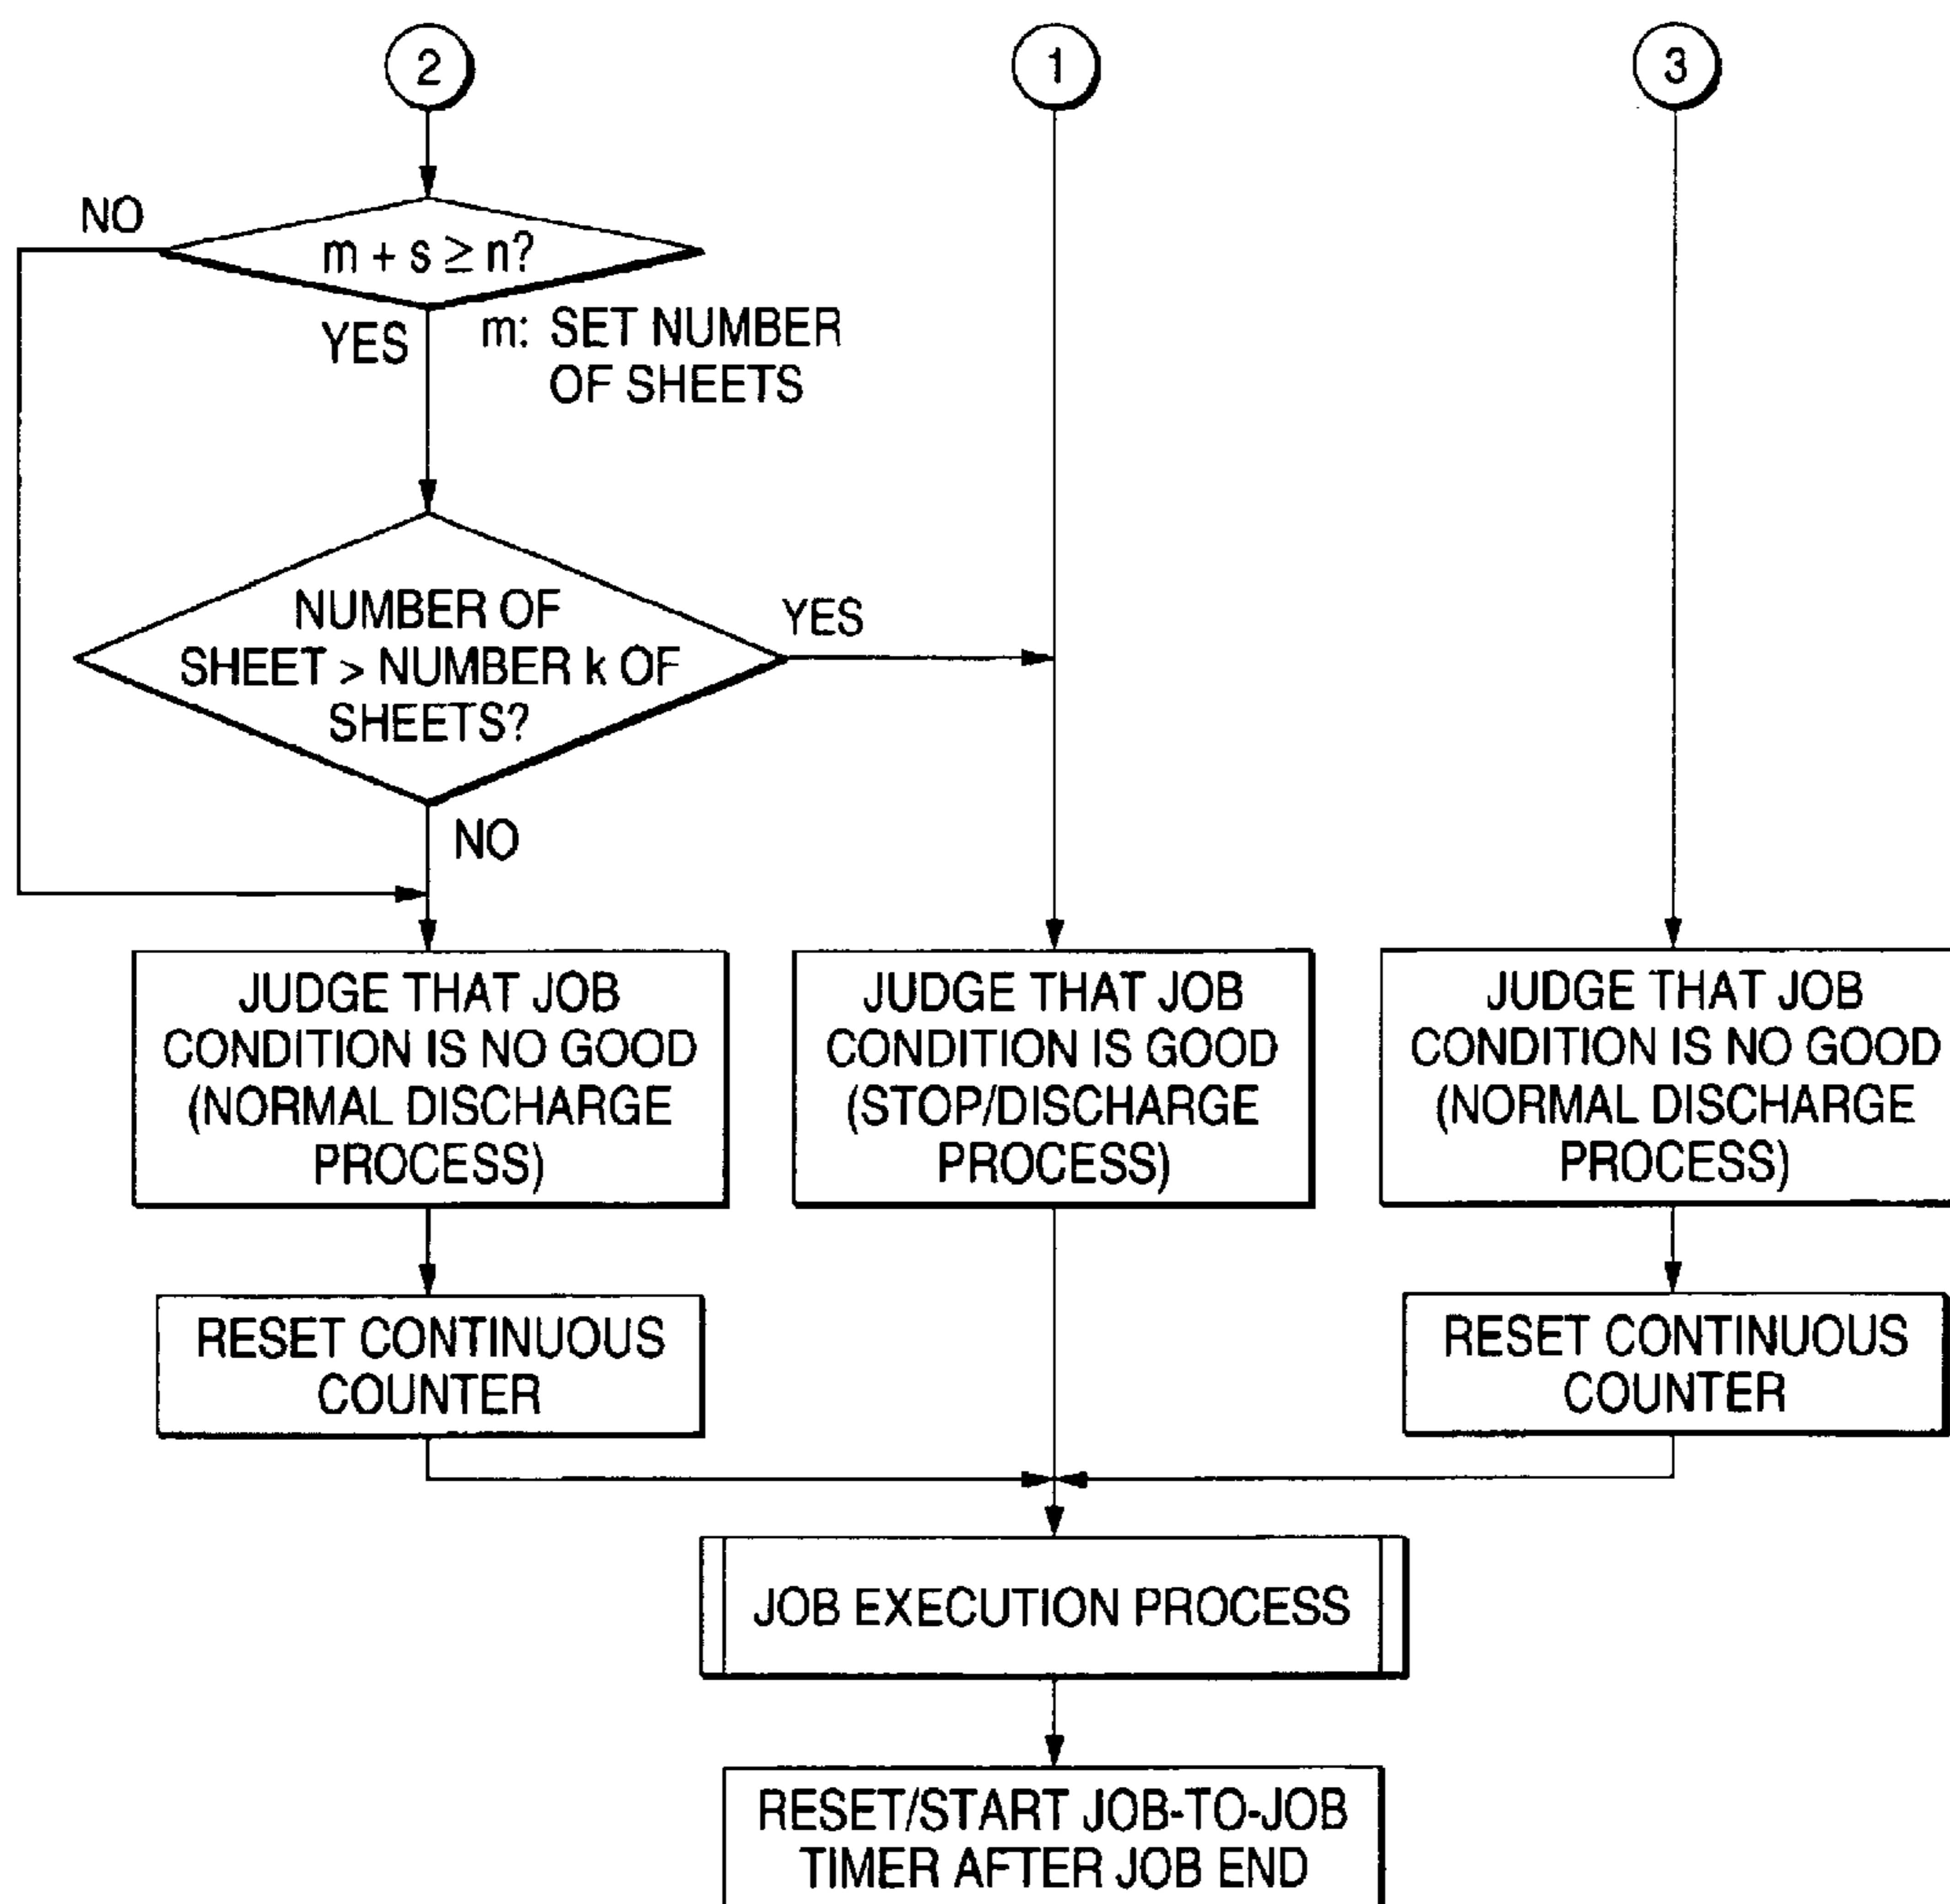 2
1
3
NO
m + s ≥ n?
YES
m: SET NUMBER
OF SHEETS
NUMBER OF
SHEET > NUMBER k OF
SHEETS?
YES
NO
JUDGE THAT JOB
CONDITION IS NO GOOD
(NORMAL DISCHARGE
PROCESS)
JUDGE THAT JOB
CONDITION IS GOOD
(STOP/DISCHARGE
PROCESS)
JUDGE THAT JOB
CONDITION IS NO GOOD
(NORMAL DISCHARGE
PROCESS)
RESET CONTINUOUS
COUNTER
RESET CONTINUOUS
COUNTER
JOB EXECUTION PROCESS
RESET/START JOB-TO-JOB
TIMER AFTER JOB END